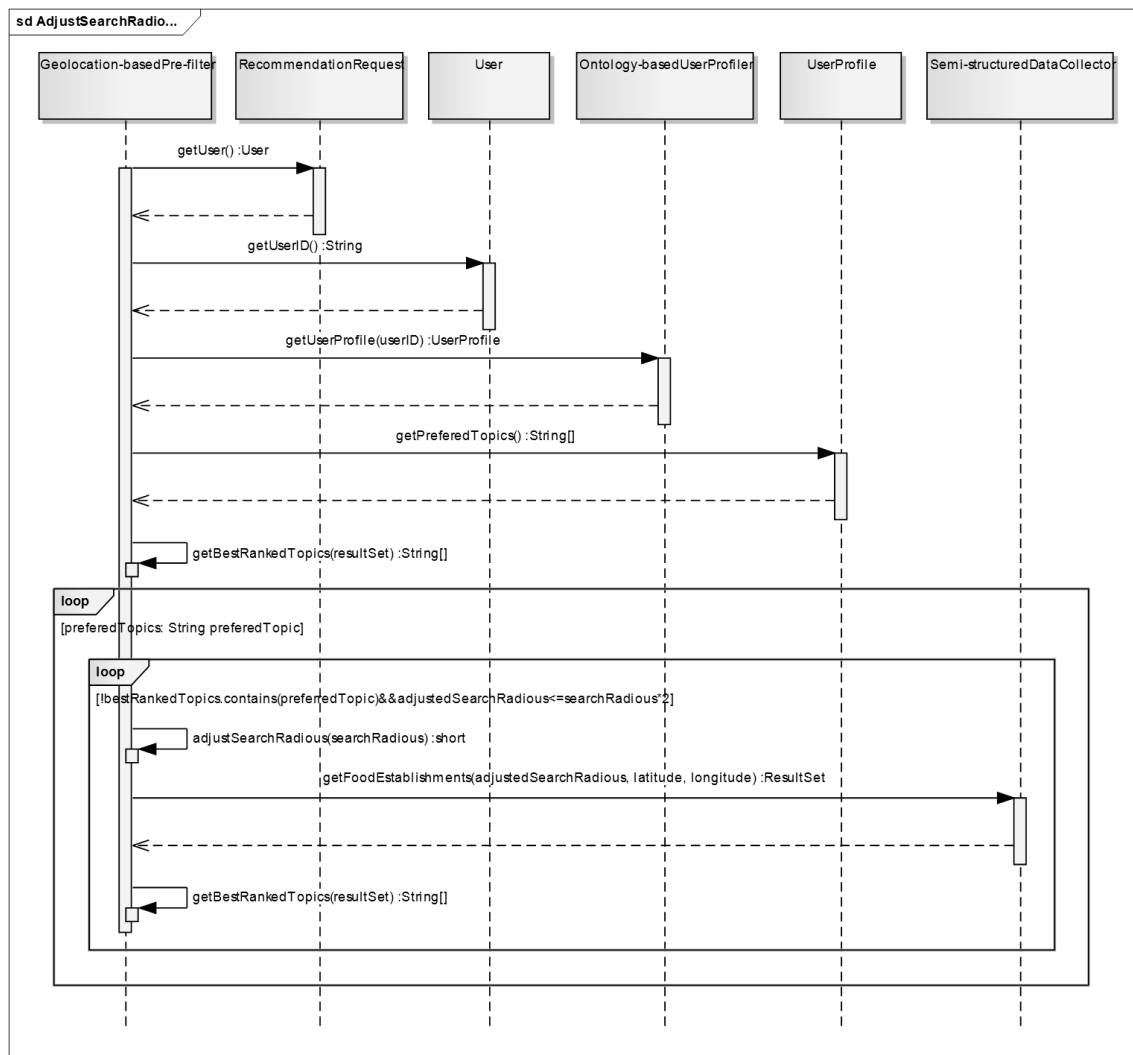 sd AdjustSearchRadio...
Geolocation-basedPre-filter
RecommendationRequest
User
Ontology-basedUserProfiler
UserProfile
Semi-structuredDataCollector
getUser() :User
getUserID() :String
getUserProfile(userID) :UserProfile
getPreferedTopics() :String[]
getBestRankedTopics(resultSet) :String[]
loop
[preferedTopics: String preferedTopic]
loop
[!bestRankedTopics.contains(preferredTopic)&&adjustedSearchRadious<=searchRadious*2]
adjustSearchRadious(searchRadious) :short
getFoodEstablishments(adjustedSearchRadious, latitude, longitude) :ResultSet
getBestRankedTopics(resultSet) :String[]